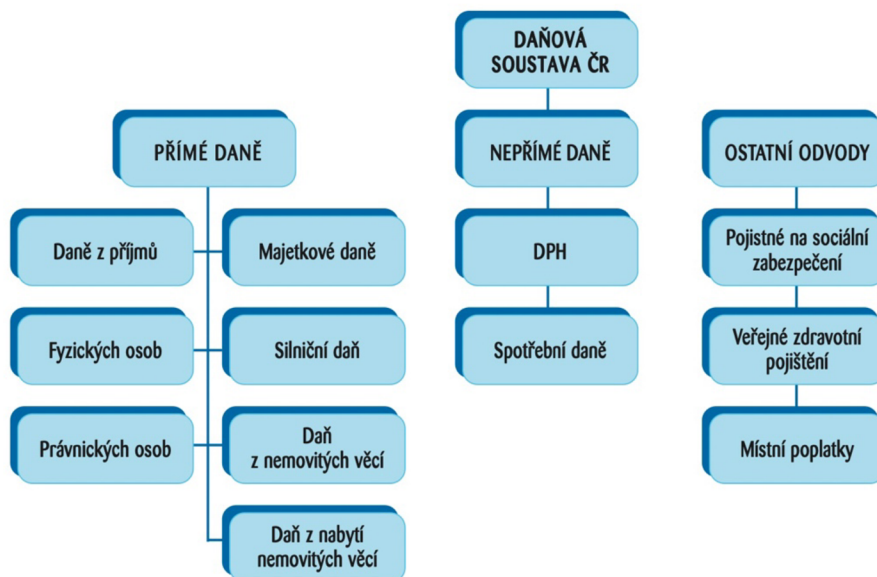 DAŇOVÁ
SOUSTAVA ČR
PŘÍMÉ DANĚ
NEPŘÍMÉ DANĚ
OSTATNÍ ODVODY
Daně z příjmů
Majetkové daně
DPH
Pojistné na sociální
zabezpečení
Fyzických osob
Silniční daň
Spotřební daně
Veřejné zdravotní
pojištění
Právnických osob
Daň
z nemovitých věcí
Místní poplatky
Daň z nabytí
nemovitých věcí